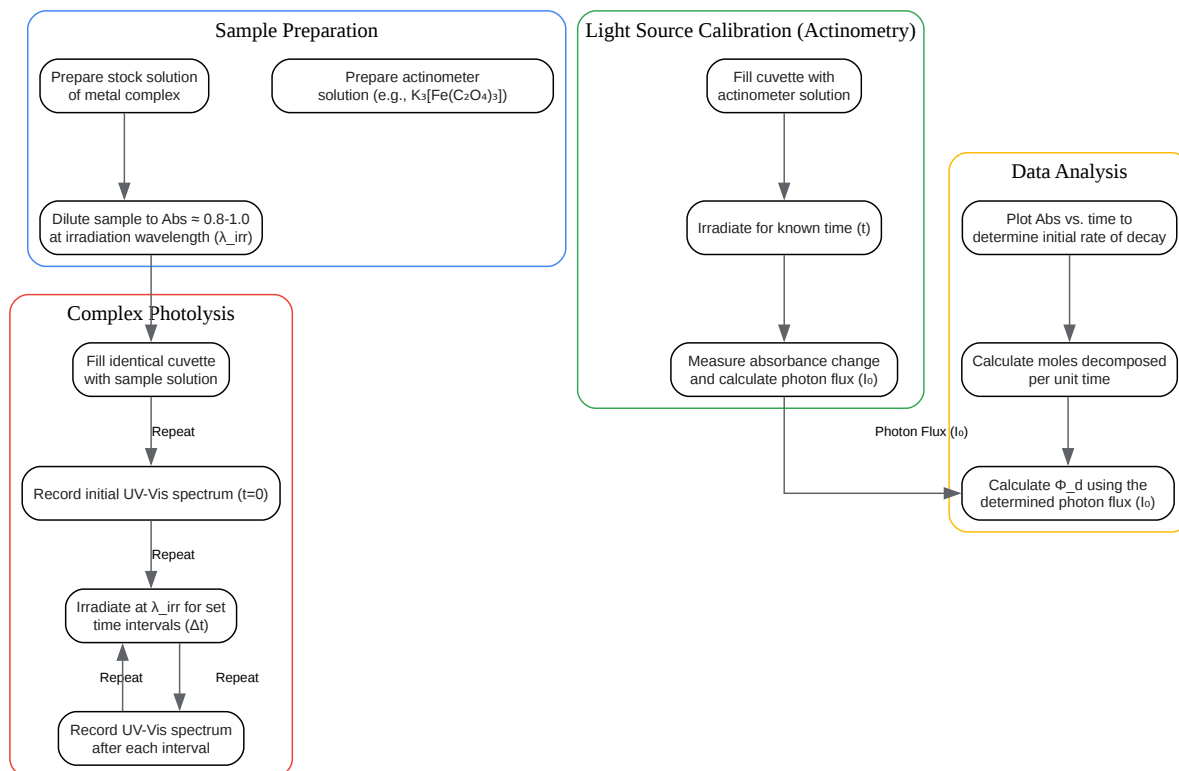 Sample Preparation
Prepare stock solution
of metal complex
Prepare actinometer
solution (e.g., K₃[Fe(C₂O₄)₃])
Dilute sample to Abs ≈ 0.8-1.0
at irradiation wavelength (λ_irr)
Light Source Calibration (Actinometry)
Fill cuvette with
actinometer solution
Irradiate for known time (t)
Measure absorbance change
and calculate photon flux (I₀)
Photon Flux (I₀)
Data Analysis
Plot Abs vs. time to
determine initial rate of decay
Calculate moles decomposed
per unit time
Calculate Φ_d using the
determined photon flux (I₀)
Complex Photolysis
Fill identical cuvette
with sample solution
Repeat
Record initial UV-Vis spectrum (t=0)
Repeat
Irradiate at λ_irr for set
time intervals (Δt)
Repeat
Repeat
Record UV-Vis spectrum
after each interval